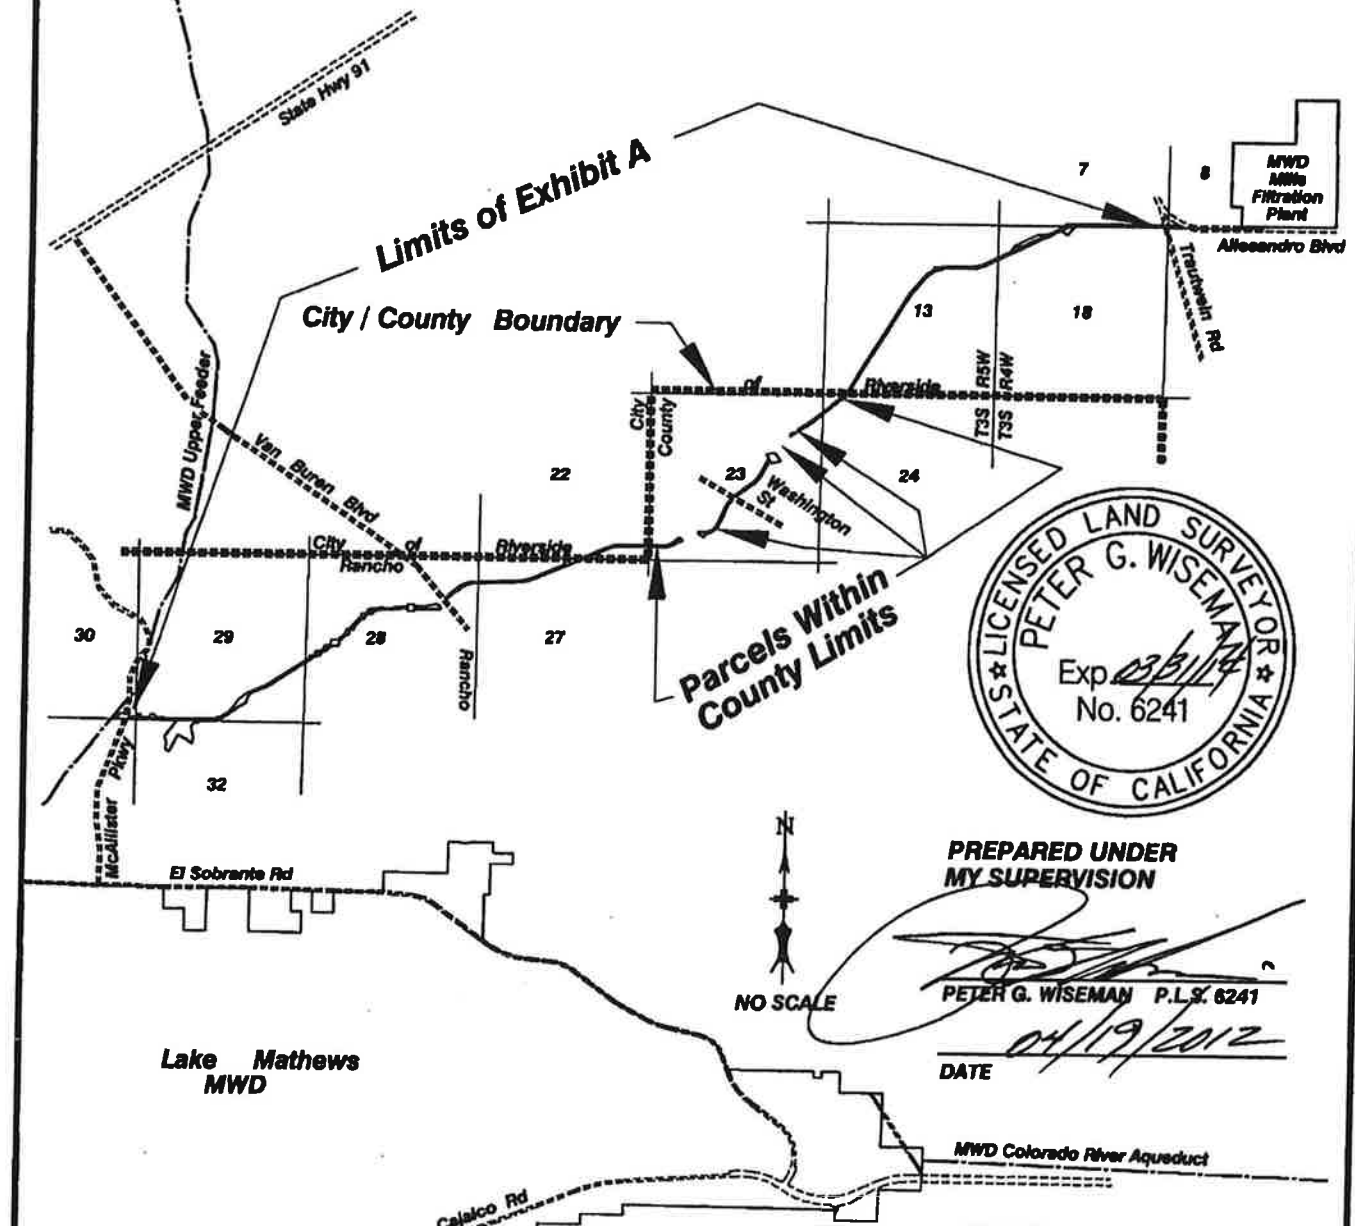 State Hwy 91
Limits of Exhibit A
7
8
MWD
Mills
Filtration
Plant
Allesandro Blvd
Trautwein Rd
City / County Boundary
13
18
MWD Upper Feeder
of
Riverside
R5W
R4W
T3S
T3S
City
County
Van Buren Blvd
22
23
24
Washington
St
City of Riverside
Rancho
Rancho
30
29
28
27
Parcels Within
County Limits
LICENSED LAND SURVEYOR
PETER G. WISEMAN
Exp. 03/31/14
No. 6241
STATE OF CALIFORNIA
32
McAllister Pkwy
El Sobrante Rd
N
NO SCALE
PREPARED UNDER
MY SUPERVISION
PETER G. WISEMAN P.L.S. 6241
04/19/2012
DATE
Lake Mathews
MWD
MWD Colorado River Aqueduct
Cajalco Rd